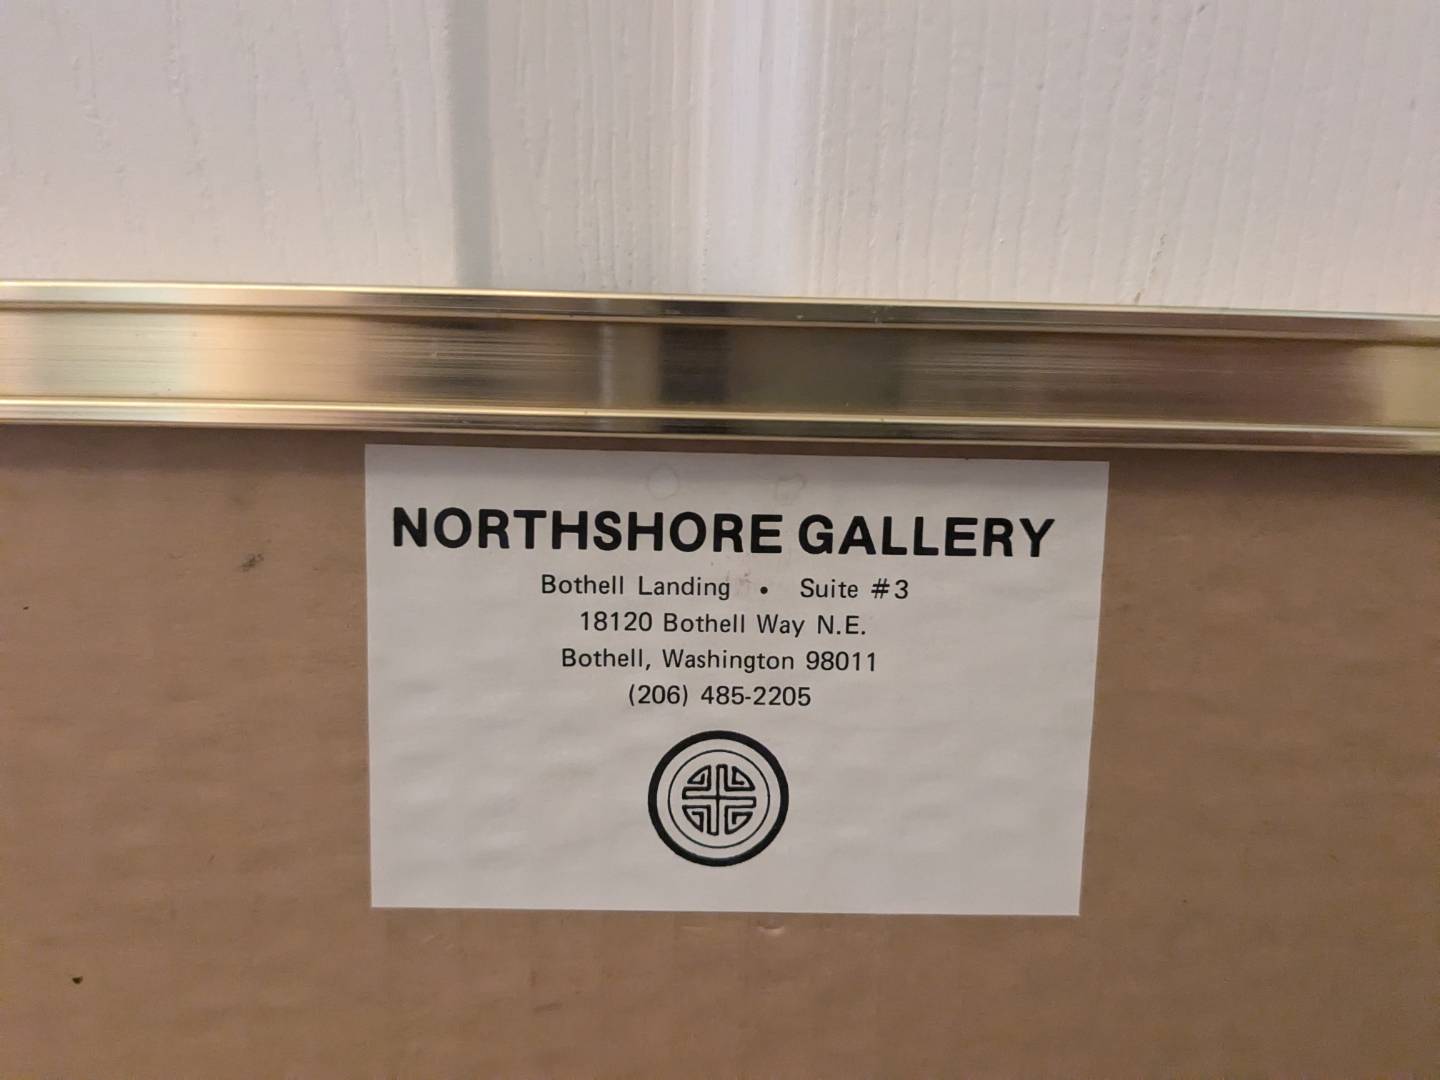 NORTHSHORE GALLERY
Bothell Landing • Suite #3
18120 Bothell Way N.E.
Bothell, Washington 98011
(206) 485-2205